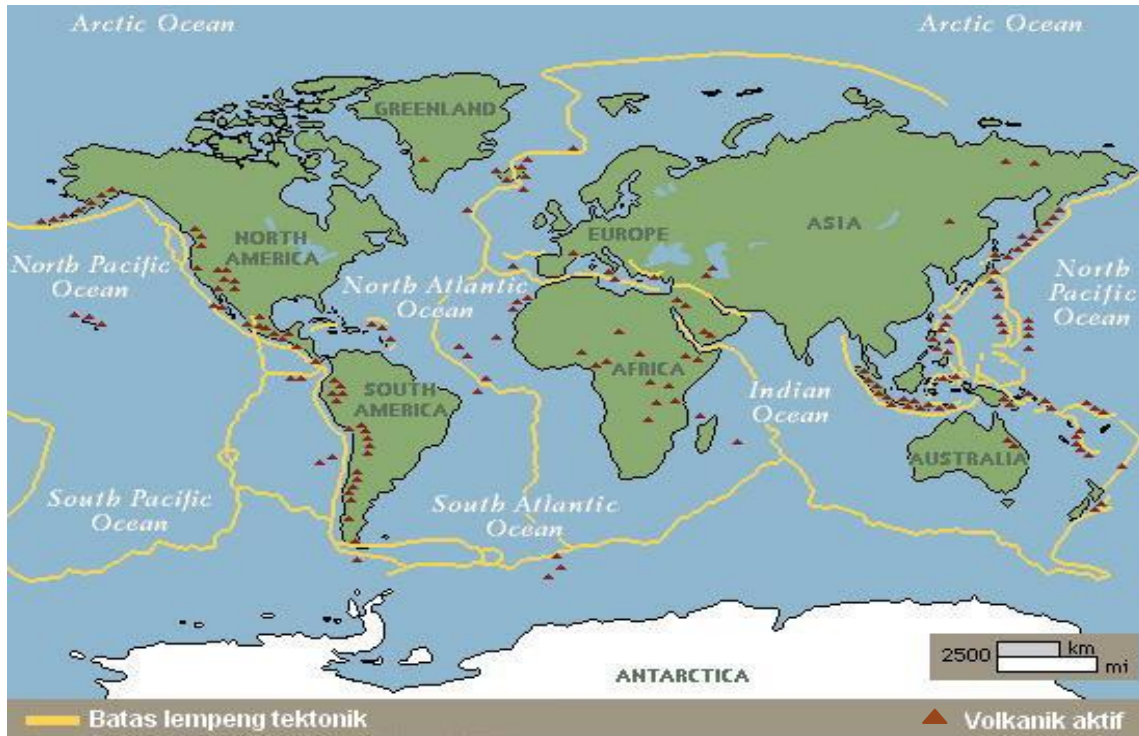 Arctic Ocean
Arctic Ocean
GREENLAND
NORTH
AMERICA
EUROPE
ASIA
North Pacific
Ocean
North Atlantic
Ocean
North
Pacific
Ocean
AFRICA
SOUTH
AMERICA
Indian
Ocean
AUSTRALIA
South Pacific
Ocean
South Atlantic
Ocean
ANTARCTICA
2500
km
mi
Batas lempeng tektonik
Volkanik aktif